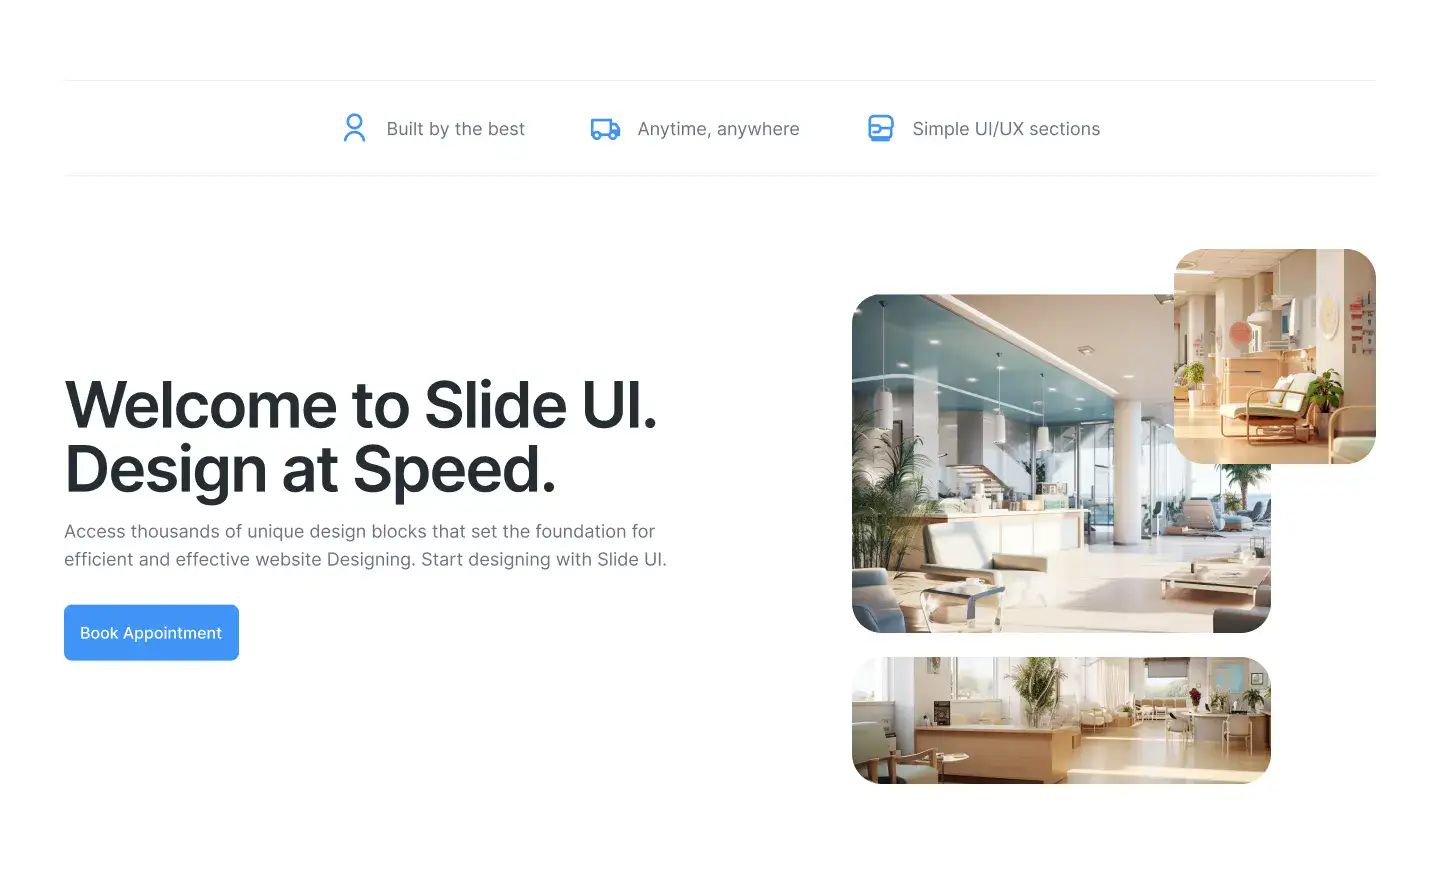 Built by the best
Anytime, anywhere
Simple UI/UX sections
Welcome to Slide UI.
Design at Speed.
Access thousands of unique design blocks that set the foundation for
efficient and effective website Designing. Start designing with Slide UI.
Book Appointment